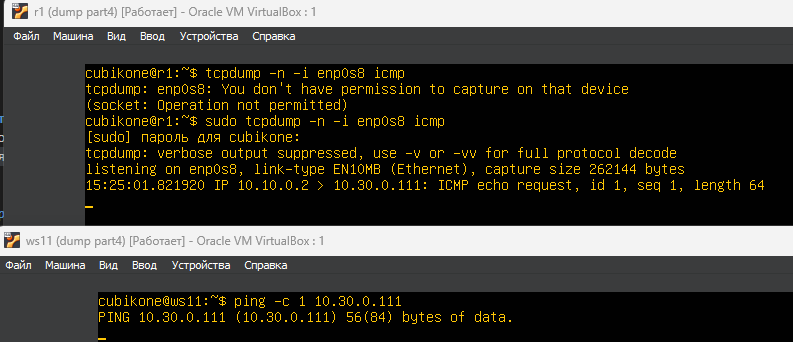 r1 (dump part4) [Работает] - Oracle VM VirtualBox : 1
Файл Машина Вид Ввод Устройства Справка
cubikone@r1:~$ tcpdump -n -i enp0s8 icmp
tcpdump: enp0s8: You don't have permission to capture on that device
(socket: Operation not permitted)
cubikone@r1:~$ sudo tcpdump -n -i enp0s8 icmp
[sudo] пароль для cubikone:
tcpdump: verbose output suppressed, use -v or -vv for full protocol decode
listening on enp0s8, link-type EN10MB (Ethernet), capture size 262144 bytes
15:25:01.821920 IP 10.10.0.2 > 10.30.0.111: ICMP echo request, id 1, seq 1, length 64
ws11 (dump part4) [Работает] - Oracle VM VirtualBox : 1
Файл Машина Вид Ввод Устройства Справка
cubikone@ws11:~$ ping -c 1 10.30.0.111
PING 10.30.0.111 (10.30.0.111) 56(84) bytes of data.